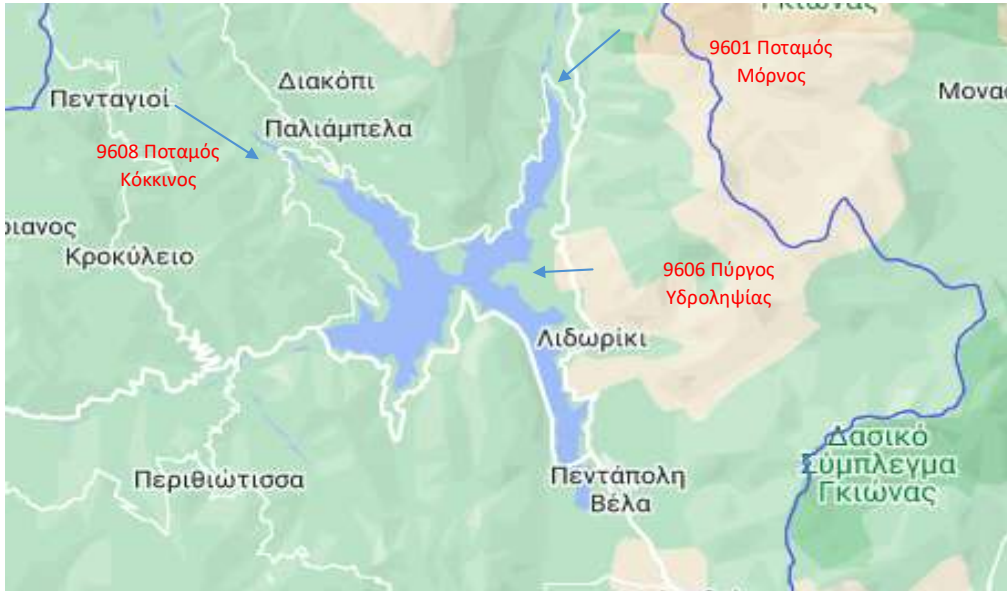 Γκιώνας
9601 Ποταμός
Μόρνος
Διακόπι
Πενταγιοί
Παλιάμπελα
9608 Ποταμός
Κόκκινος
Κροκύλειο
9606 Πύργος
Υδροληψίας
Λιδωρίκι
Δασικό
Σύμπλεγμα
Γκιώνας
Περιθιώτισσα
Πεντάπολη
Βέλα